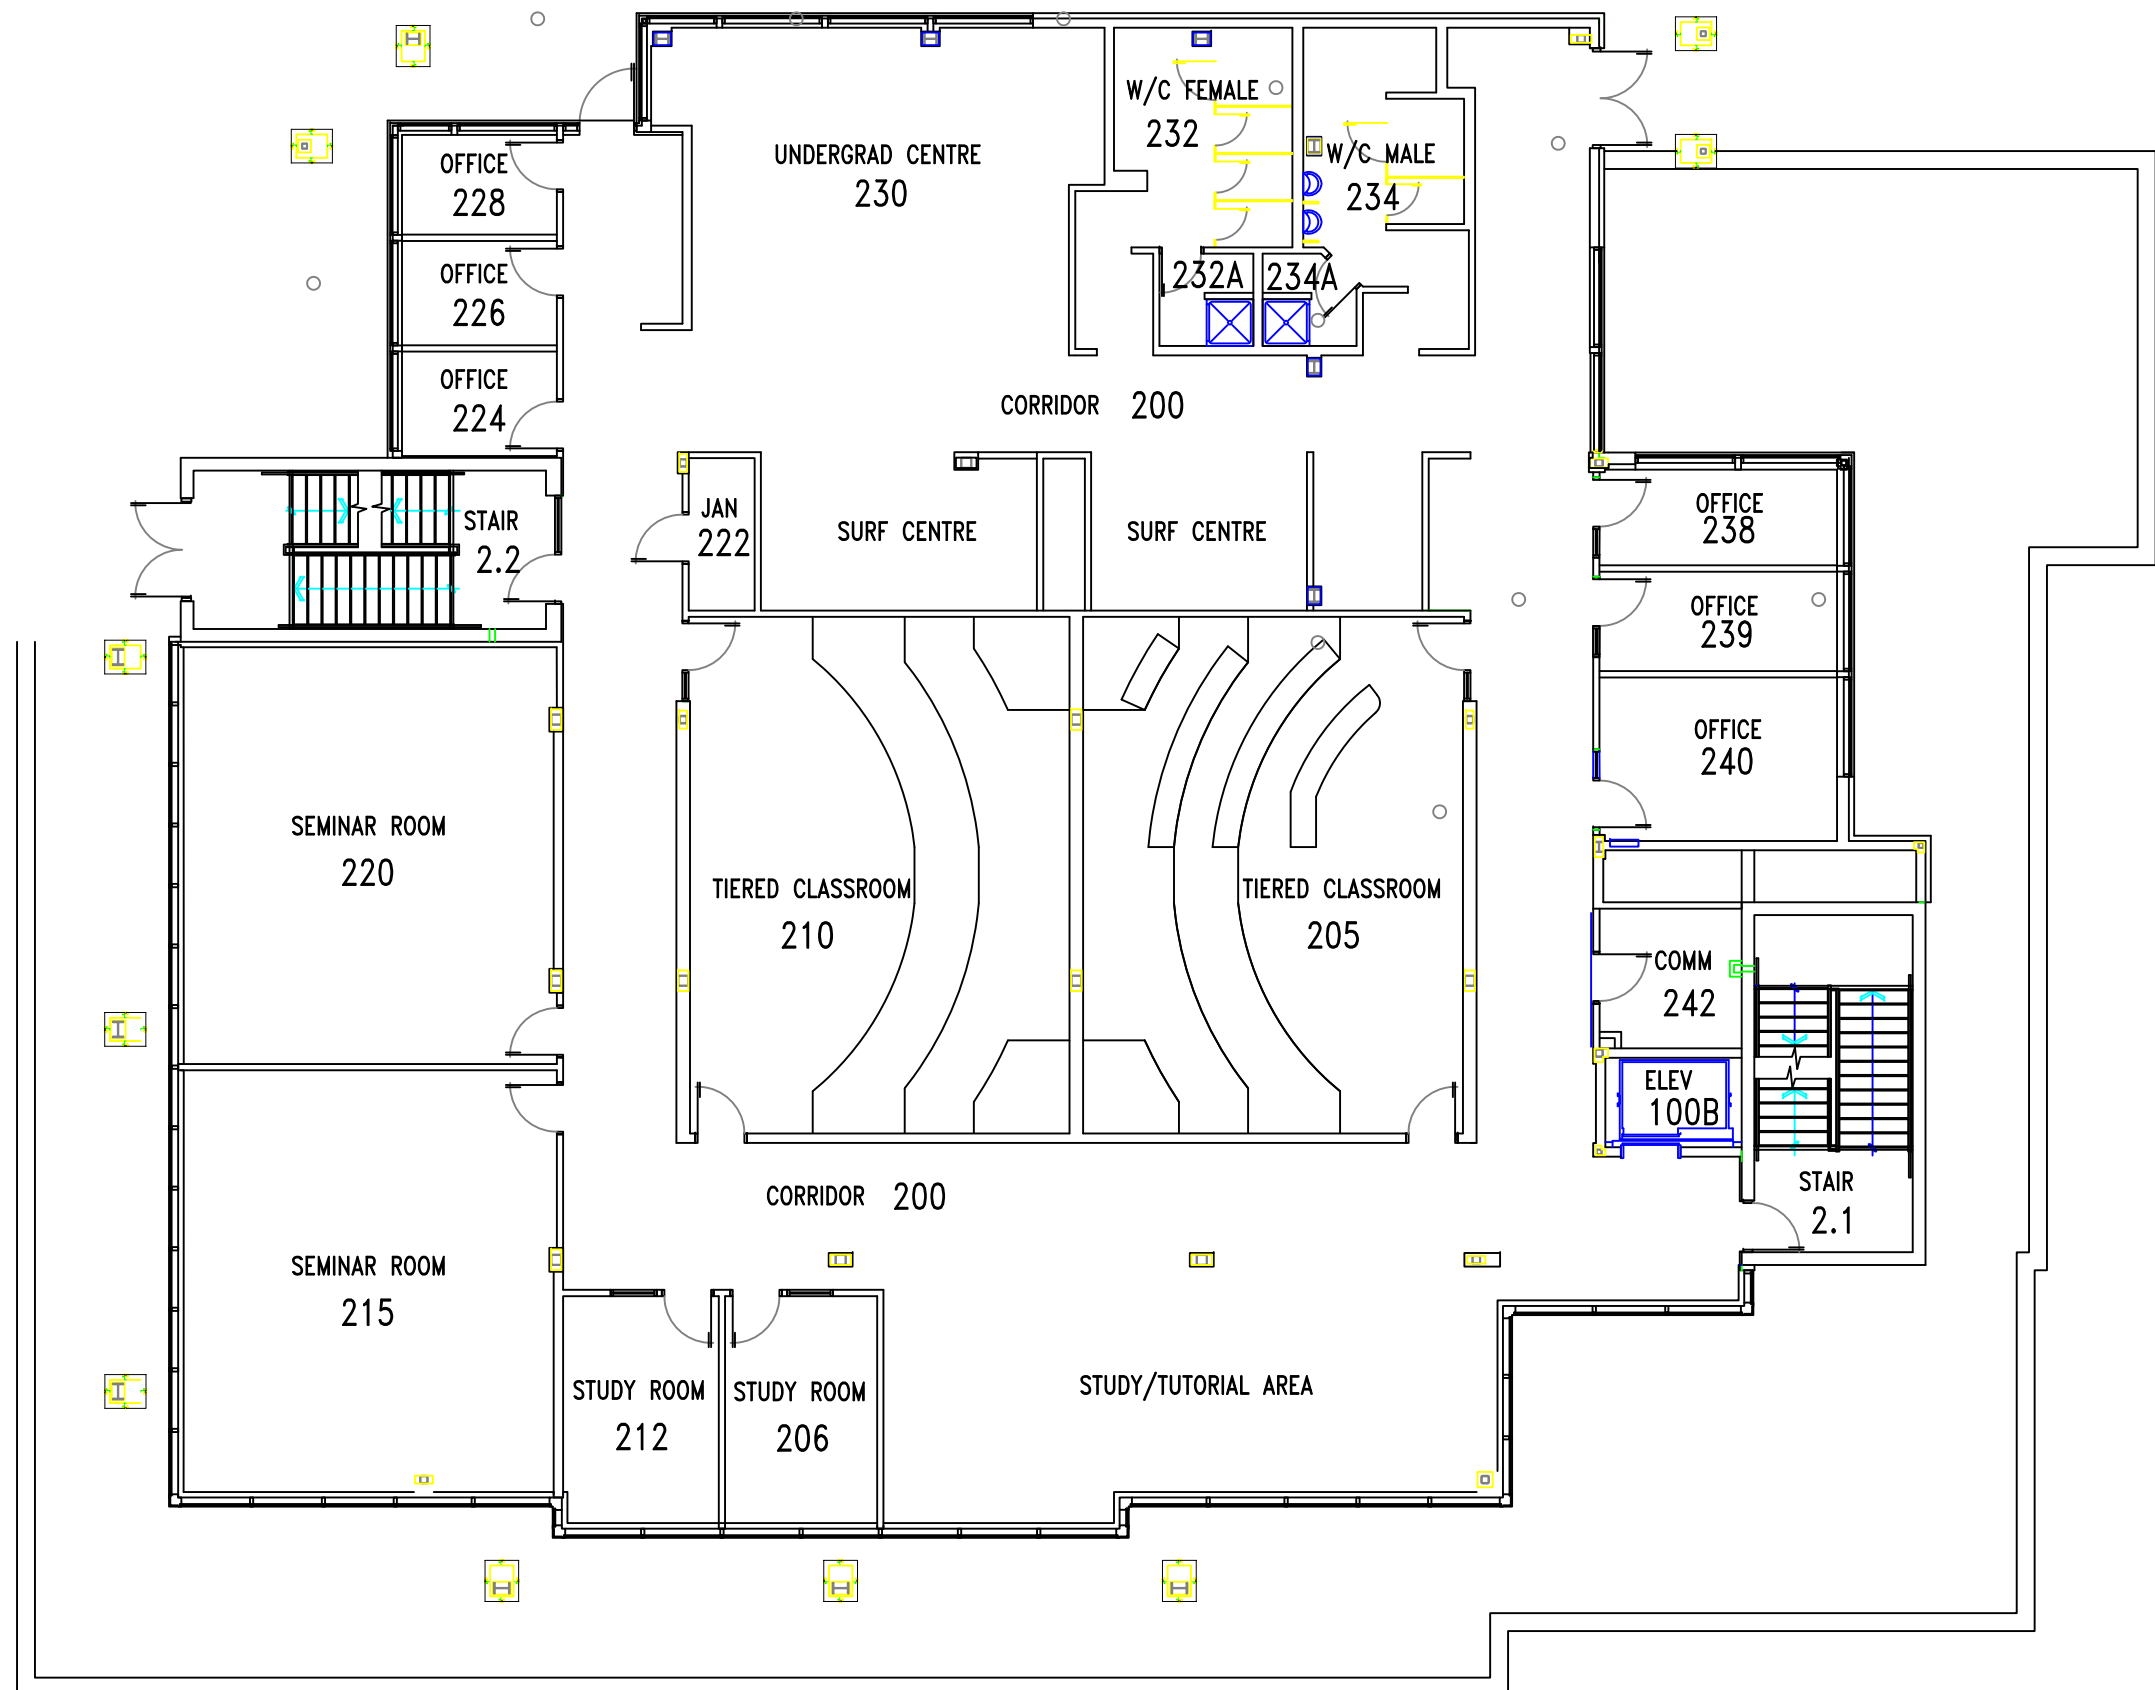 W/C FEMALE
232
W/C MALE
234
UNDERGRAD CENTRE
230
OFFICE
228
OFFICE
226
232A
234A
OFFICE
224
CORRIDOR 200
JAN
222
STAIR
2.2
SURF CENTRE
SURF CENTRE
OFFICE
238
OFFICE
239
OFFICE
240
SEMINAR ROOM
220
TIERED CLASSROOM
210
TIERED CLASSROOM
205
COMM
242
ELEV
100B
CORRIDOR 200
STAIR
2.1
SEMINAR ROOM
215
STUDY ROOM
212
STUDY ROOM
206
STUDY/TUTORIAL AREA